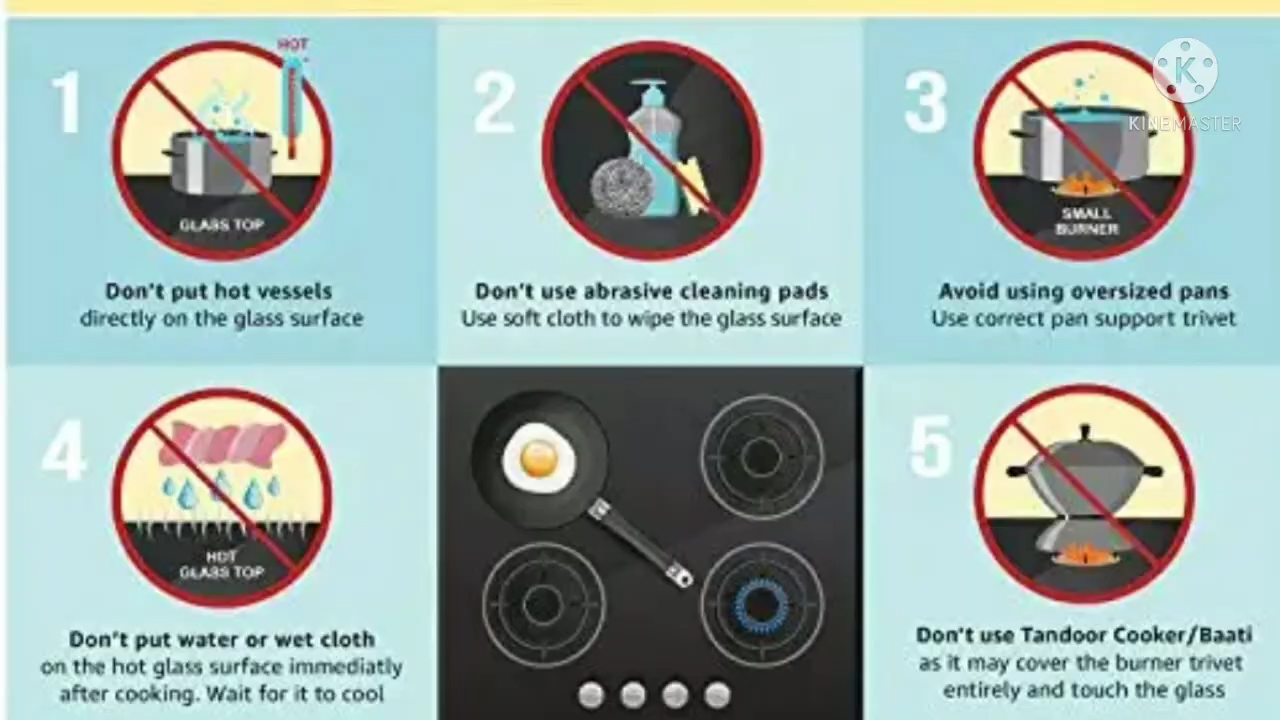 1
HOT
GLASS TOP
Don't put hot vessels
directly on the glass surface
2
Don't use abrasive cleaning pads
Use soft cloth to wipe the glass surface
3
K
KINEMASTER
SMALL
BURNER
Avoid using oversized pans
Use correct pan support trivet
4
HOT
GLASS TOP
Don't put water or wet cloth
on the hot glass surface immediatly
after cooking. Wait for it to cool
5
Don't use Tandoor Cooker/Baati
as it may cover the burner trivet
entirely and touch the glass